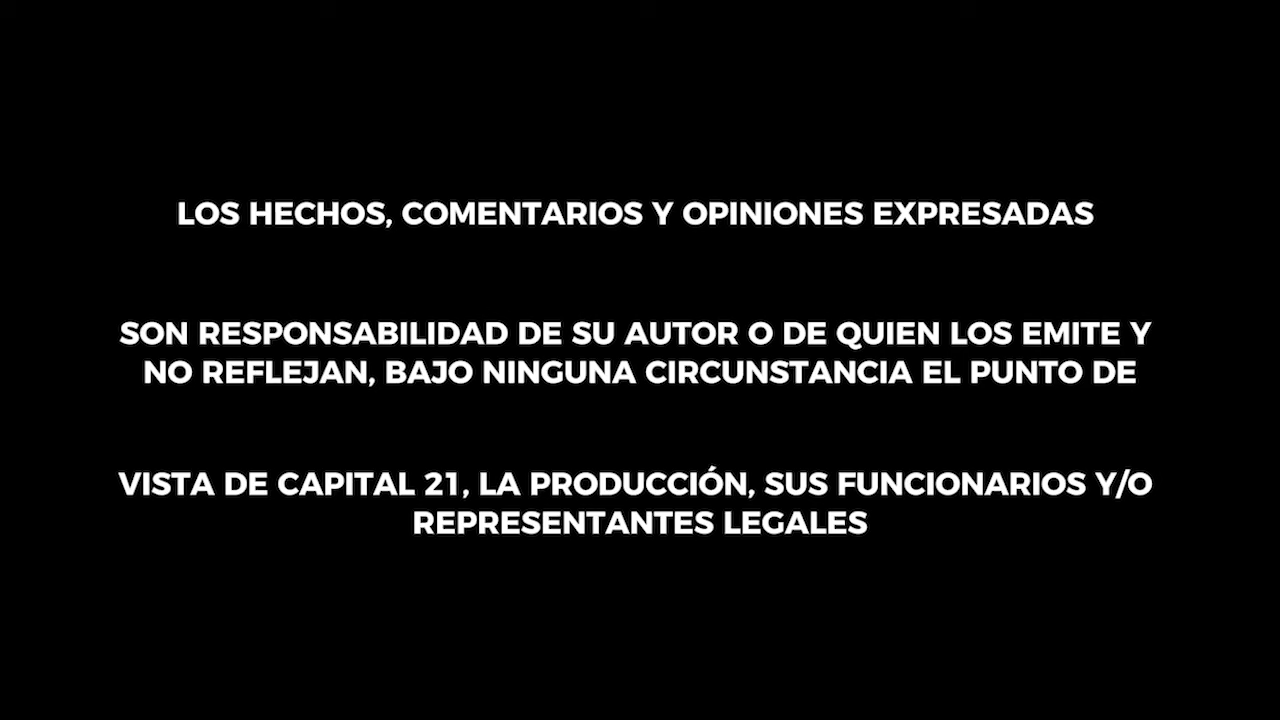 LOS HECHOS, COMENTARIOS Y OPINIONES EXPRESADAS
SON RESPONSABILIDAD DE SU AUTOR O DE QUIEN LOS EMITE Y
NO REFLEJAN, BAJO NINGUNA CIRCUNSTANCIA EL PUNTO DE
VISTA DE CAPITAL 21, LA PRODUCCIÓN, SUS FUNCIONARIOS Y/O
REPRESENTANTES LEGALES